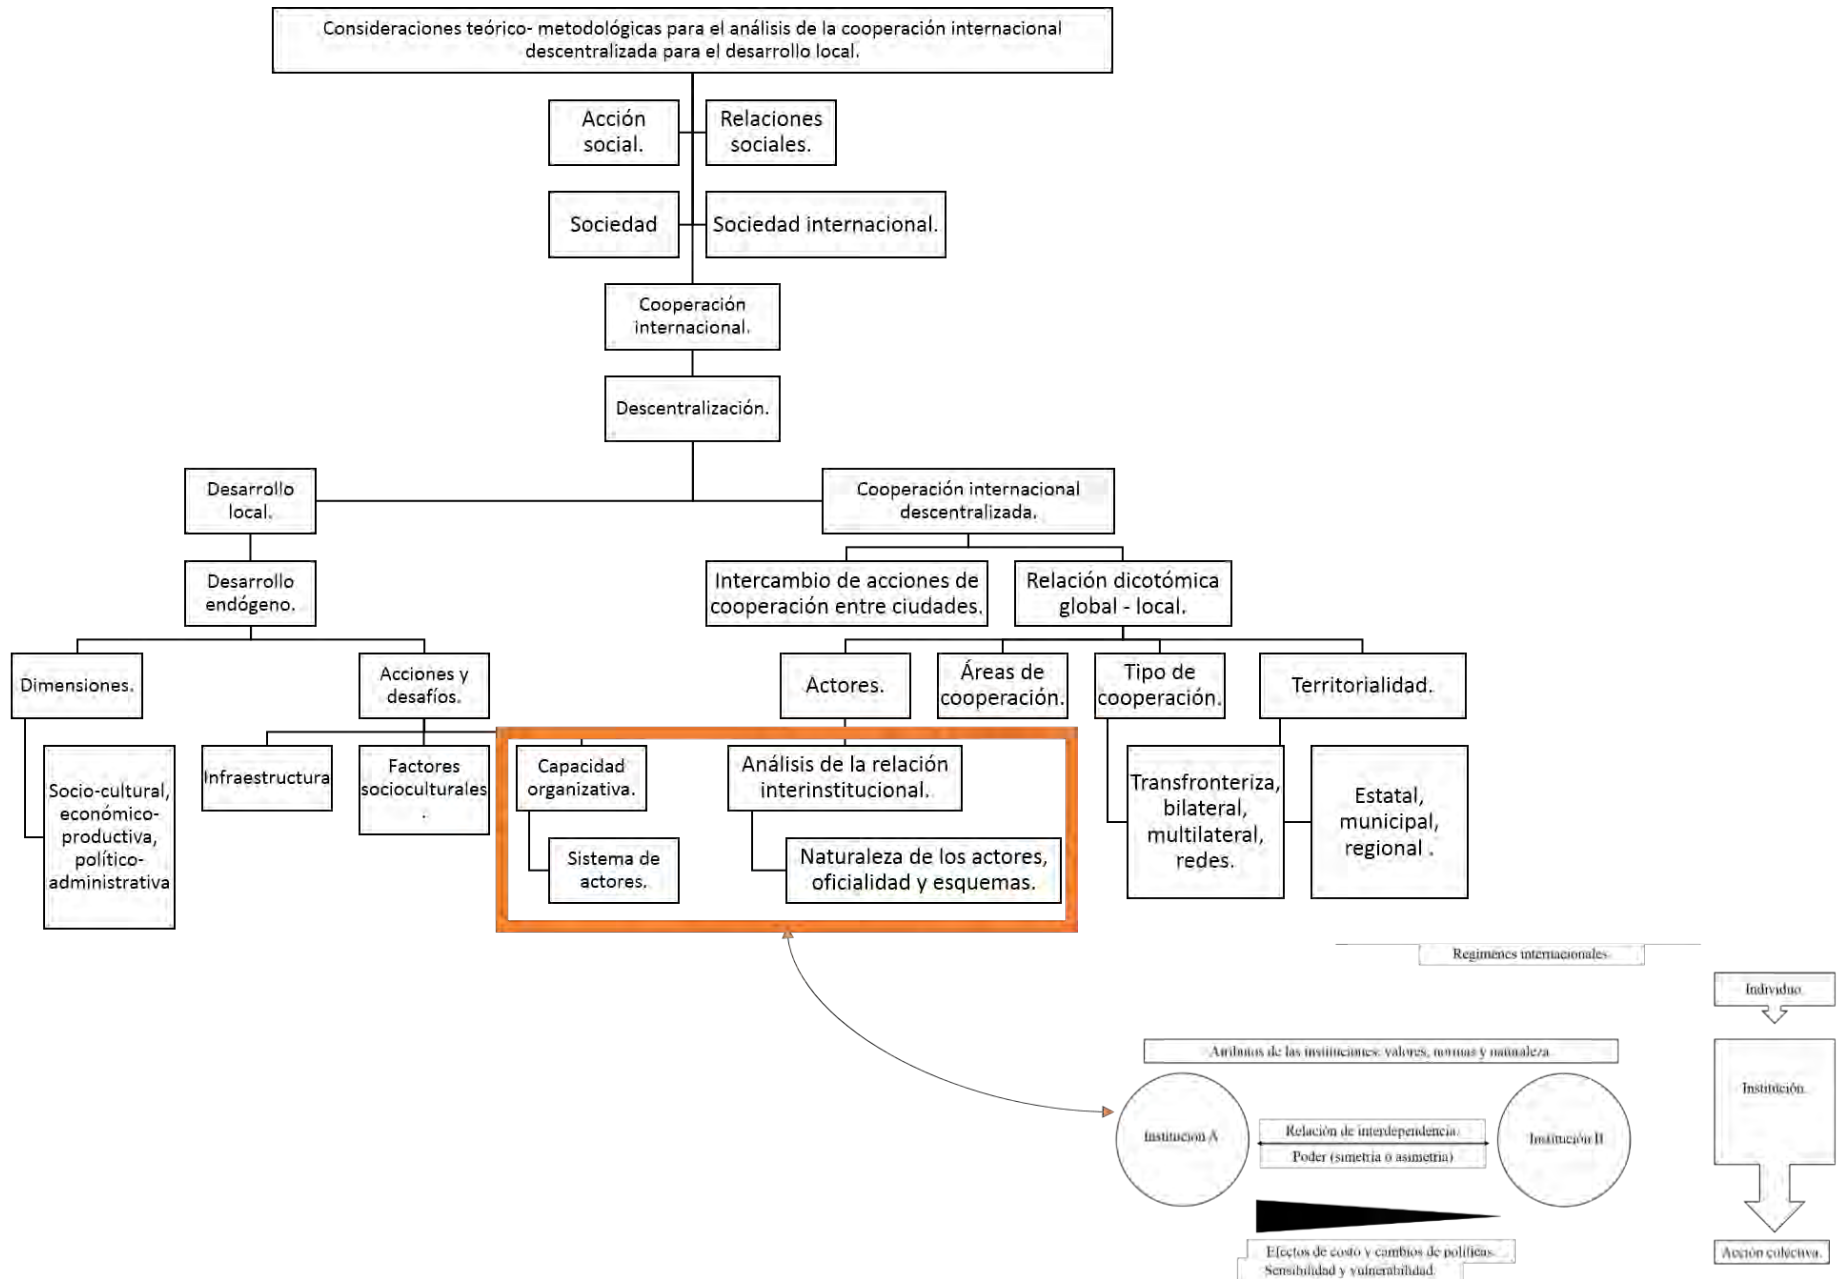 Consideraciones teórico- metodológicas para el análisis de la cooperación internacional
descentralizada para el desarrollo local.
Acción
social.
Relaciones
sociales.
Sociedad
Sociedad internacional.
Cooperación
internacional.
Descentralización.
Desarrollo
local.
Cooperación internacional
descentralizada.
Desarrollo
endógeno.
Intercambio de acciones de
cooperación entre ciudades.
Relación dicotómica
global - local.
Dimensiones.
Acciones y
desafíos.
Actores.
Áreas de
cooperación.
Tipo de
cooperación.
Territorialidad.
Socio-cultural,
económico-
productiva,
político-
administrativa
Infraestructura
Factores
socioculturales
.
Capacidad
organizativa.
Análisis de la relación
interinstitucional.
Sistema de
actores.
Naturaleza de los actores,
oficialidad y esquemas.
Transfronteriza,
bilateral,
multilateral,
redes.
Estatal,
municipal,
regional .
Regímenes internacionales.
Individuo.
Atributos de las instituciones: valores, normas y naturaleza
Institución.
Institución A
Relación de interdependencia.
Poder (simetría o asimetría)
Institución B
Efectos de costo y cambios de políticas.
Sensibilidad y vulnerabilidad.
Acción colectiva.